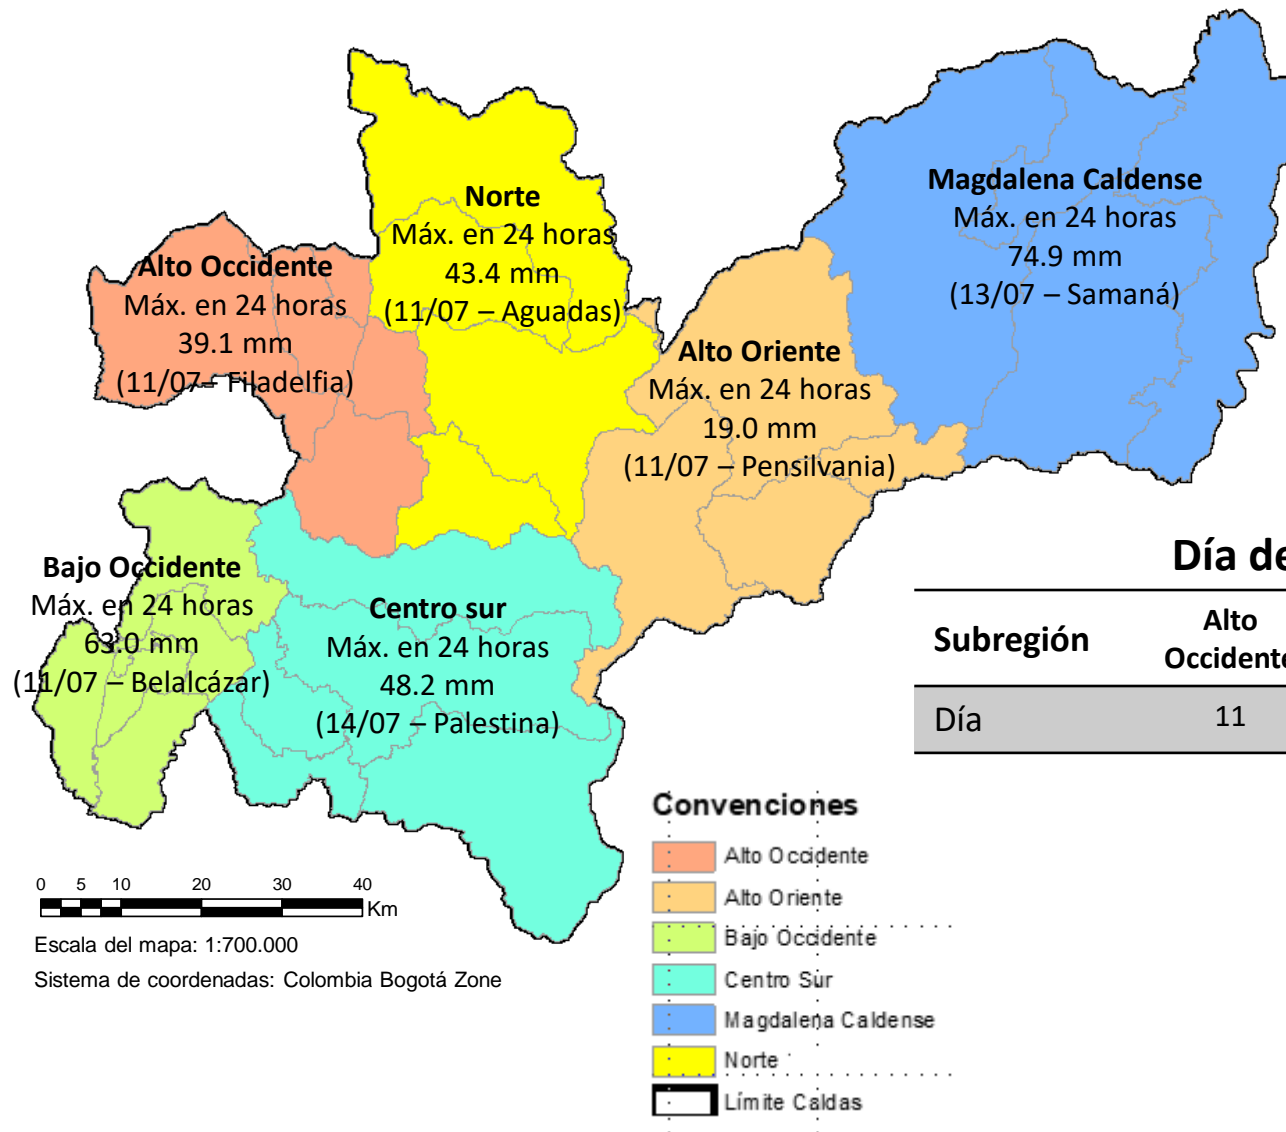 Norte
Máx. en 24 horas
43.4 mm
(11/07 – Aguadas)
Magdalena Caldense
Máx. en 24 horas
74.9 mm
(13/07 – Samaná)
Alto Occidente
Máx. en 24 horas
39.1 mm
(11/07– Filadelfia)
Alto Oriente
Máx. en 24 horas
19.0 mm
(11/07 – Pensilvania)
Bajo Occidente
Máx. en 24 horas
63.0 mm
(11/07 – Belalcázar)
Centro sur
Máx. en 24 horas
48.2 mm
(14/07 – Palestina)
Día de
Subregión
Alto
Occidente
Día
11
0 5 10 20 30 40
Km
Escala del mapa: 1:700.000
Sistema de coordenadas: Colombia Bogotá Zone
Convenciones
Alto Occidente
Alto Oriente
Bajo Occidente
Centro Sur
Magdalena Caldense
Norte
Límite Caldas